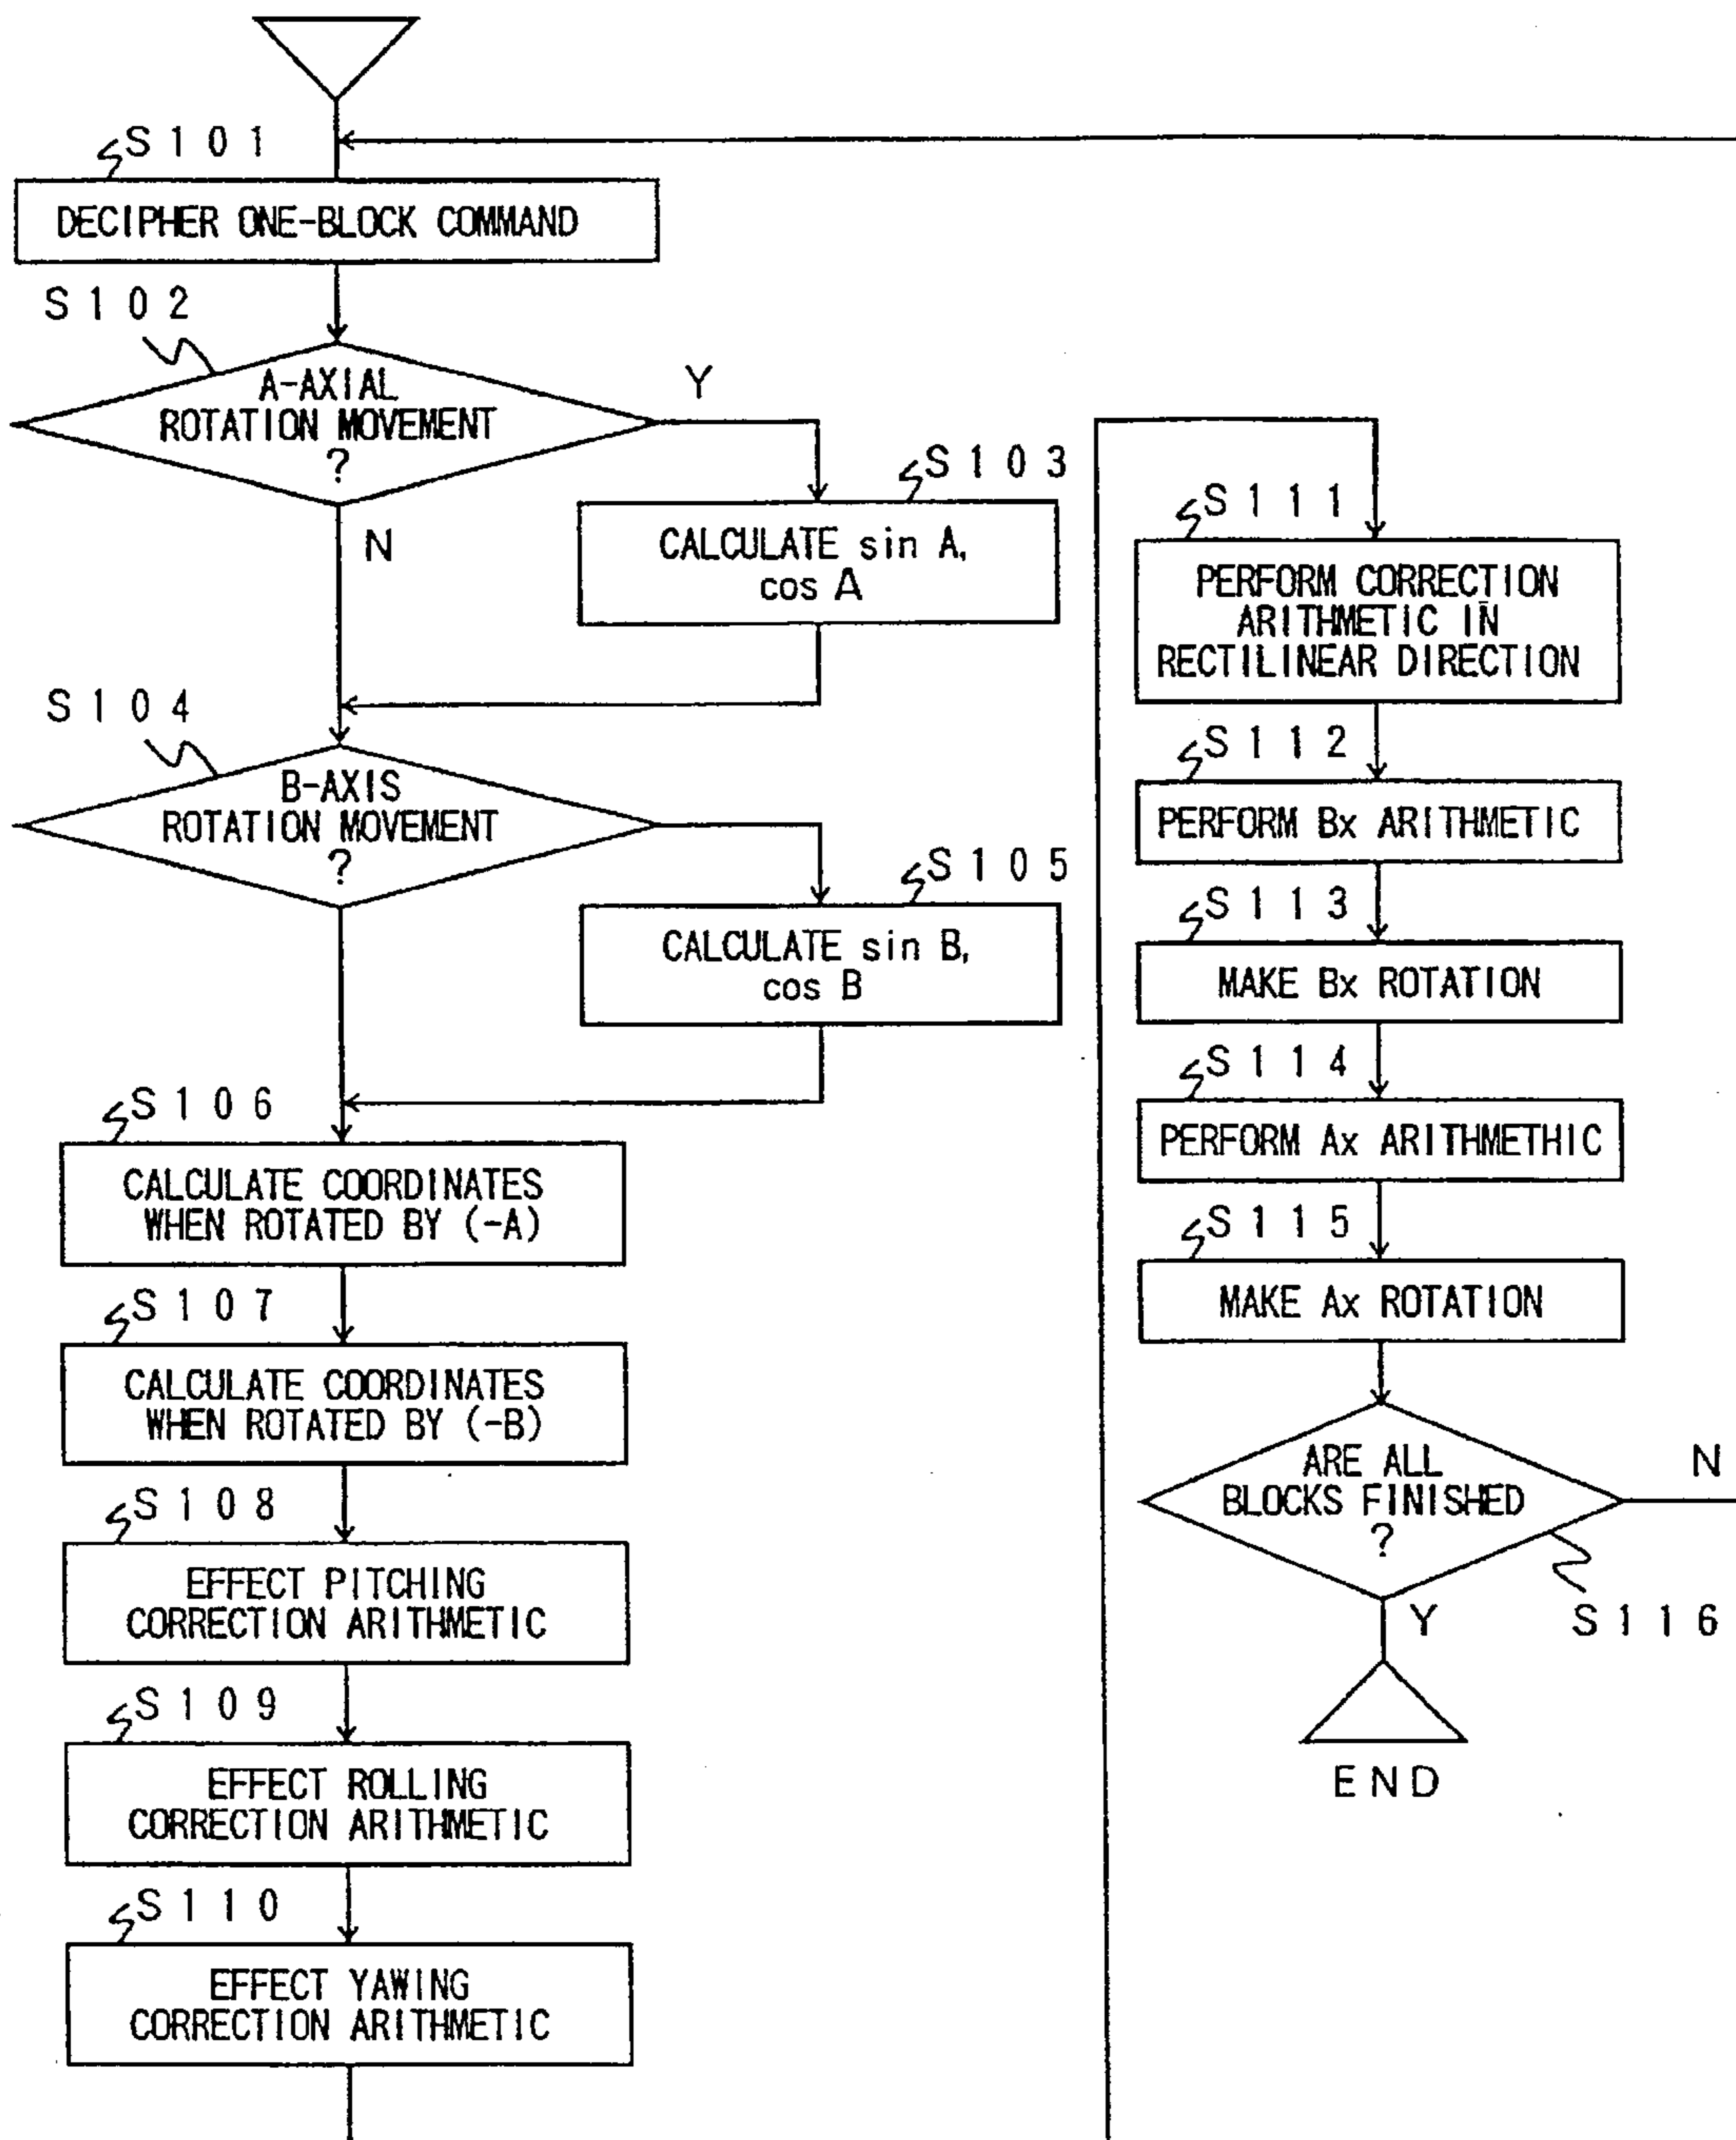 S101
DECIPHER ONE-BLOCK COMMAND
S102
A-AXIAL
ROTATION MOVEMENT
?
Y
N
S103
CALCULATE sin A,
cos A
S104
B-AXIS
ROTATION MOVEMENT
?
S105
CALCULATE sin B,
cos B
S106
CALCULATE COORDINATES
WHEN ROTATED BY (-A)
S107
CALCULATE COORDINATES
WHEN ROTATED BY (-B)
S108
EFFECT PITCHING
CORRECTION ARITHMETIC
S109
EFFECT ROLLING
CORRECTION ARITHMETIC
S110
EFFECT YAWING
CORRECTION ARITHMETIC
S111
PERFORM CORRECTION
ARITHMETIC IN
RECTILINEAR DIRECTION
S112
PERFORM Bx ARITHMETIC
S113
MAKE Bx ROTATION
S114
PERFORM Ax ARITHMETHIC
S115
MAKE Ax ROTATION
ARE ALL
BLOCKS FINISHED
?
N
Y
S116
END